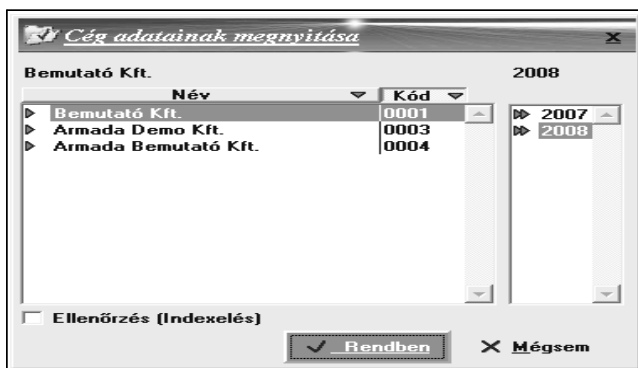 Cég adatainak megnyitása
Bemutató Kft. 2008
Név Kód
Bemutató Kft. 0001
Armada Demo Kft. 0003
Armada Bemutató Kft. 0004
2007
2008
Ellenőrzés (Indexelés)
Rendben Mégsem